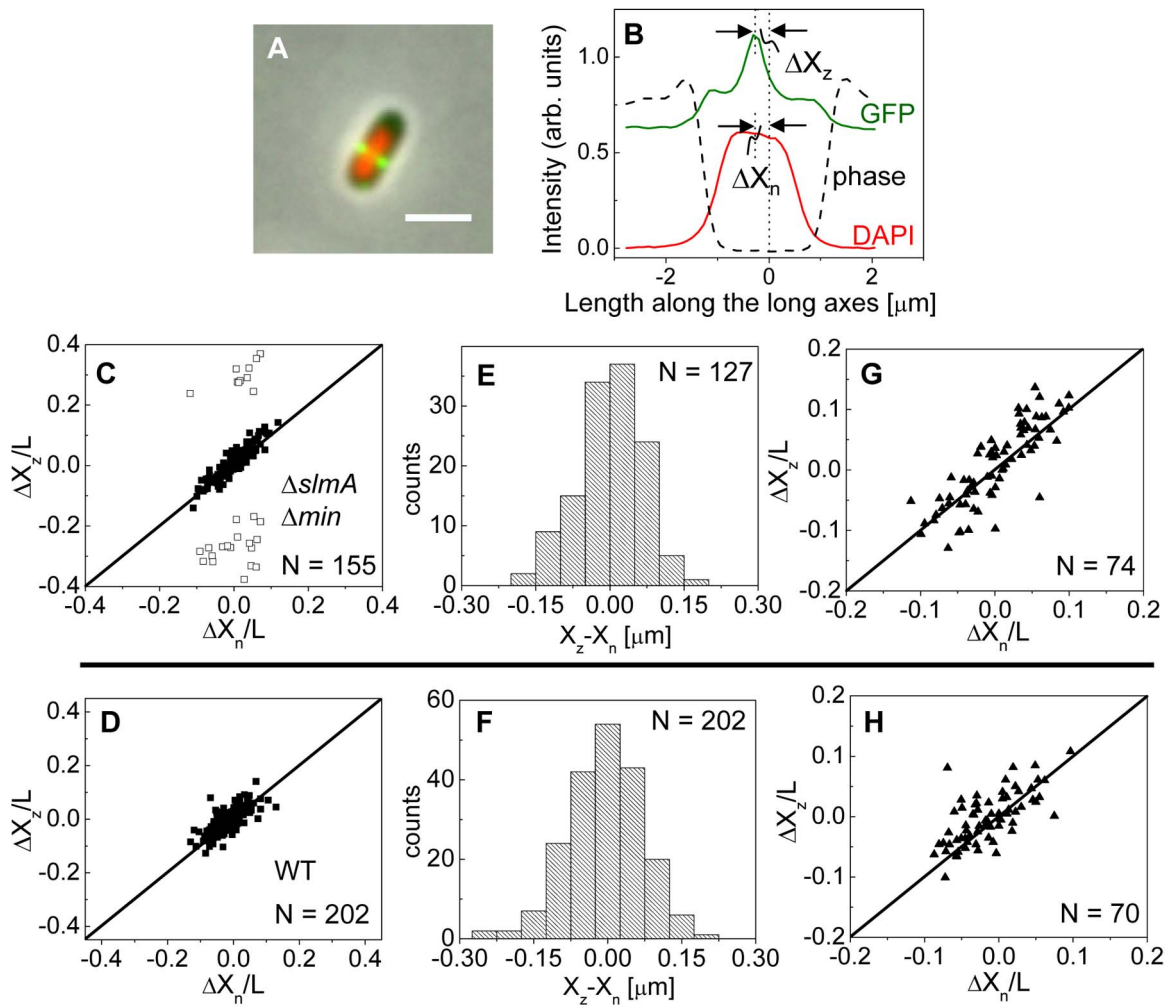 A
B
Intensity (arb. units)
1.0
0.5
0.0
ΔXz
GFP
ΔXn
phase
DAPI
-2 0 2
Length along the long axes [μm]
C
ΔXz/L
0.4
0.2
0.0
-0.2
-0.4
ΔslmA
Δmin
N = 155
-0.4 -0.2 0.0 0.2 0.4
ΔXn/L
E
N = 127
counts
30
20
10
0
-0.30 -0.15 0.00 0.15 0.30
Xz-Xn [μm]
G
ΔXz/L
0.2
0.1
0.0
-0.1
-0.2
N = 74
-0.2 -0.1 0.0 0.1 0.2
ΔXn/L
D
ΔXz/L
0.4
0.2
0.0
-0.2
-0.4
WT
N = 202
-0.4 -0.2 0.0 0.2 0.4
ΔXn/L
F
N = 202
counts
60
40
20
0
-0.30 -0.15 0.00 0.15 0.30
Xz-Xn [μm]
H
ΔXz/L
0.2
0.1
0.0
-0.1
-0.2
N = 70
-0.2 -0.1 0.0 0.1 0.2
ΔXn/L